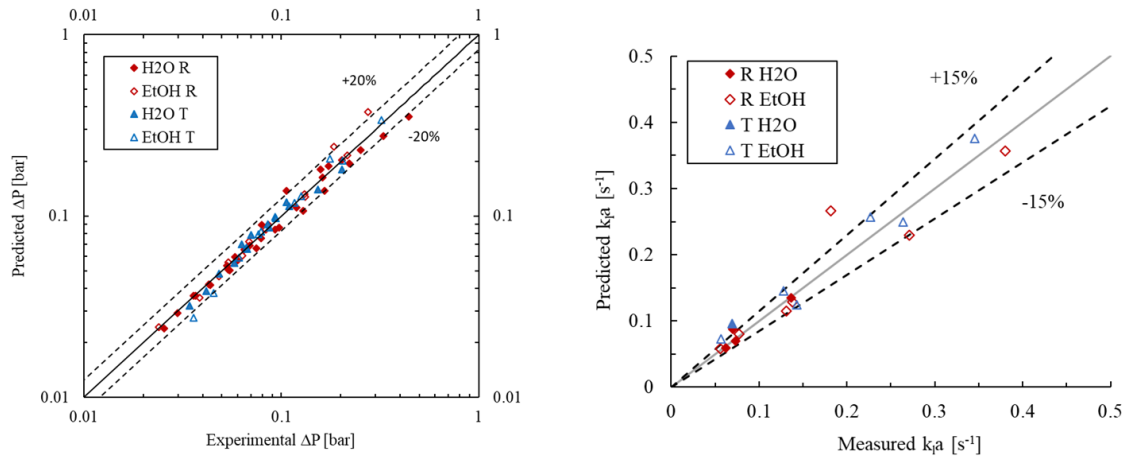 0.01 0.1 1
1 1
+20%
-20%
H2O R
EtOH R
H2O T
EtOH T
0.1 0.1
0.01 0.01
0.01 0.1 1
Predicted ΔP [bar]
Experimental ΔP [bar]
0.5
0.4
0.3
0.2
0.1
0
+15%
-15%
R H2O
R EtOH
T H2O
T EtOH
0 0.1 0.2 0.3 0.4 0.5
Predicted kₗa [s⁻¹]
Measured kₗa [s⁻¹]